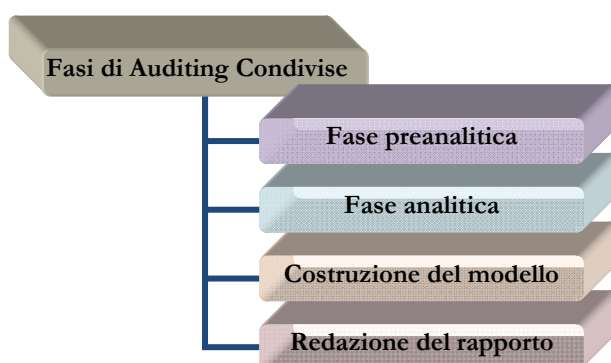 Fasi di Auditing Condivise
Fase preanalitica
Fase analitica
Costruzione del modello
Redazione del rapporto